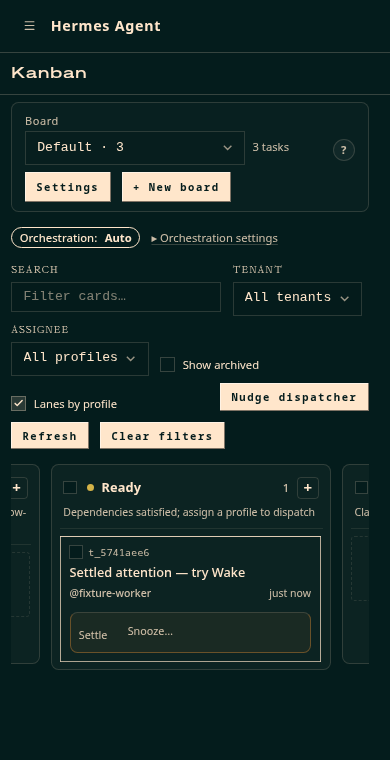 ☰ Hermes Agent
Kanban
Board
Default · 3
3 tasks
?
Settings
+ New board
Orchestration: Auto
▸ Orchestration settings
SEARCH
TENANT
Filter cards…
All tenants
ASSIGNEE
All profiles
Show archived
Lanes by profile
Nudge dispatcher
Refresh
Clear filters
+
ow-
Ready
1
+
Dependencies satisfied; assign a profile to dispatch
Cla
t_5741aee6
Settled attention — try Wake
@fixture-worker
just now
Settle
Snooze…